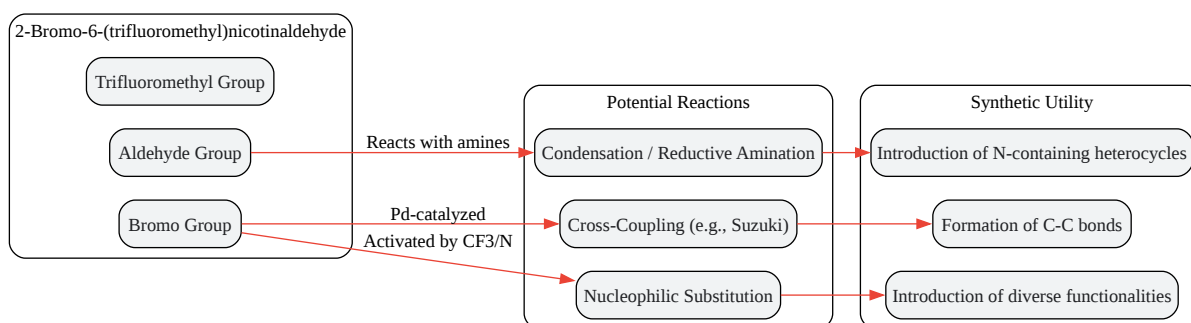 2-Bromo-6-(trifluoromethyl)nicotinaldehyde
Trifluoromethyl Group
Aldehyde Group
Bromo Group
Reacts with amines
Pd-catalyzed
Activated by CF3/N
Potential Reactions
Condensation / Reductive Amination
Cross-Coupling (e.g., Suzuki)
Nucleophilic Substitution
Synthetic Utility
Introduction of N-containing heterocycles
Formation of C-C bonds
Introduction of diverse functionalities